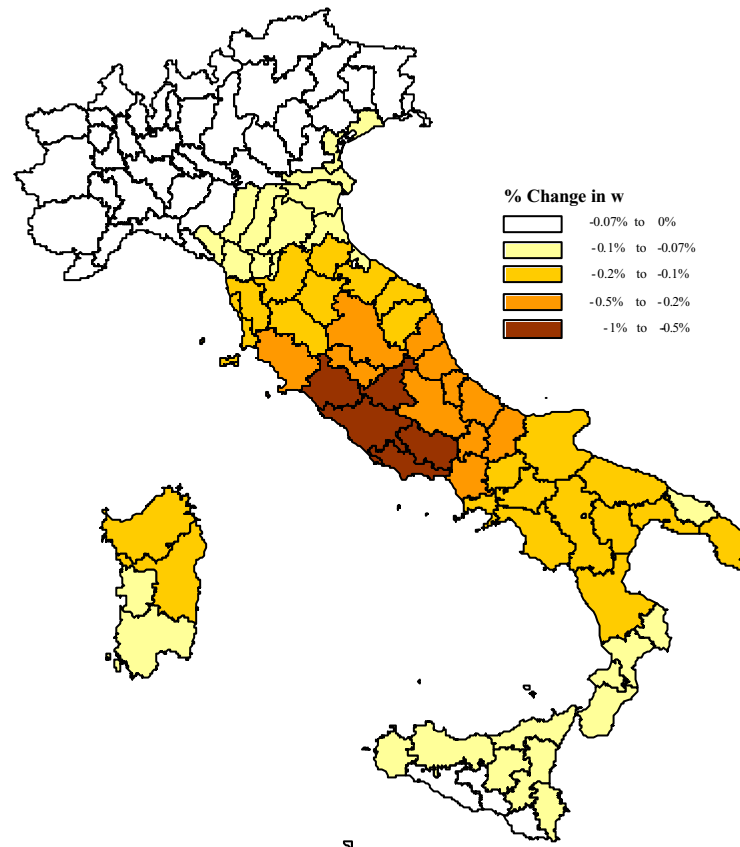 % Change in w
-0.07% to 0%
-0.1% to -0.07%
-0.2% to -0.1%
-0.5% to -0.2%
-1% to -0.5%